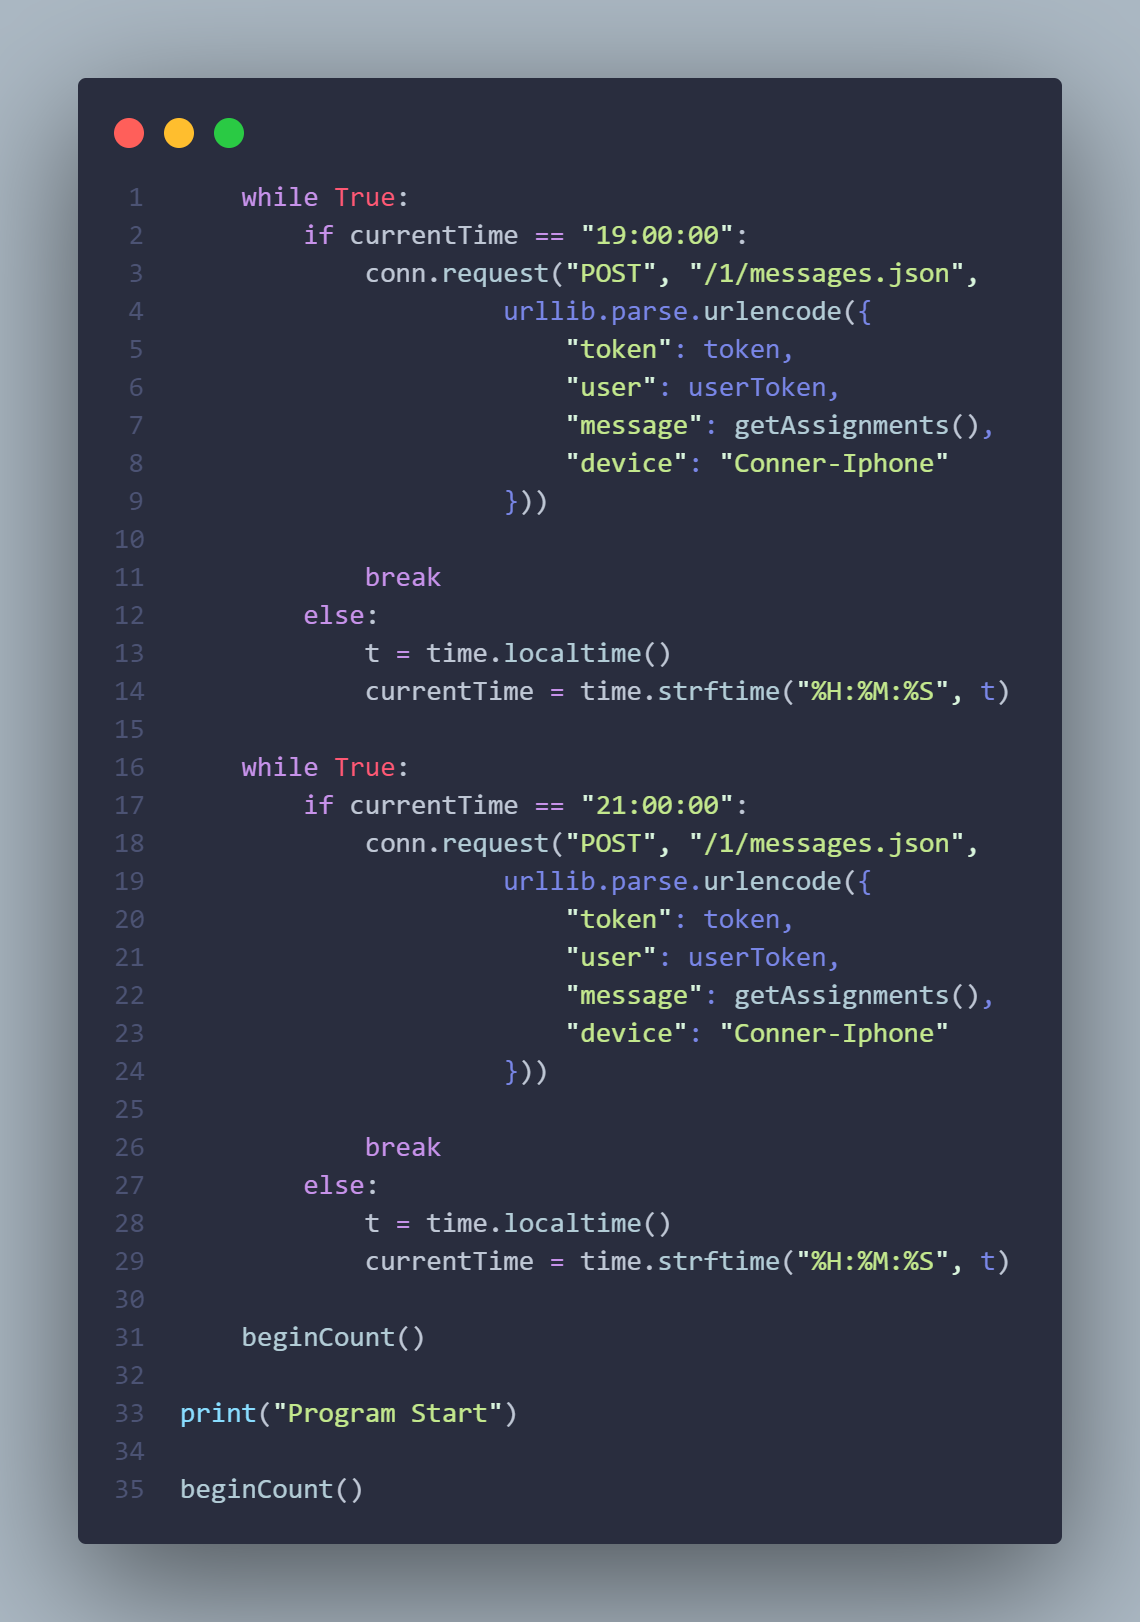 1    while True:
2        if currentTime == "19:00:00":
3            conn.request("POST", "/1/messages.json",
4                     urllib.parse.urlencode({
5                         "token": token,
6                         "user": userToken,
7                         "message": getAssignments(),
8                         "device": "Conner-Iphone"
9                     }))
10
11            break
12        else:
13            t = time.localtime()
14            currentTime = time.strftime("%H:%M:%S", t)
15
16    while True:
17        if currentTime == "21:00:00":
18            conn.request("POST", "/1/messages.json",
19                     urllib.parse.urlencode({
20                         "token": token,
21                         "user": userToken,
22                         "message": getAssignments(),
23                         "device": "Conner-Iphone"
24                     }))
25
26            break
27        else:
28            t = time.localtime()
29            currentTime = time.strftime("%H:%M:%S", t)
30
31    beginCount()
32
33 print("Program Start")
34
35 beginCount()